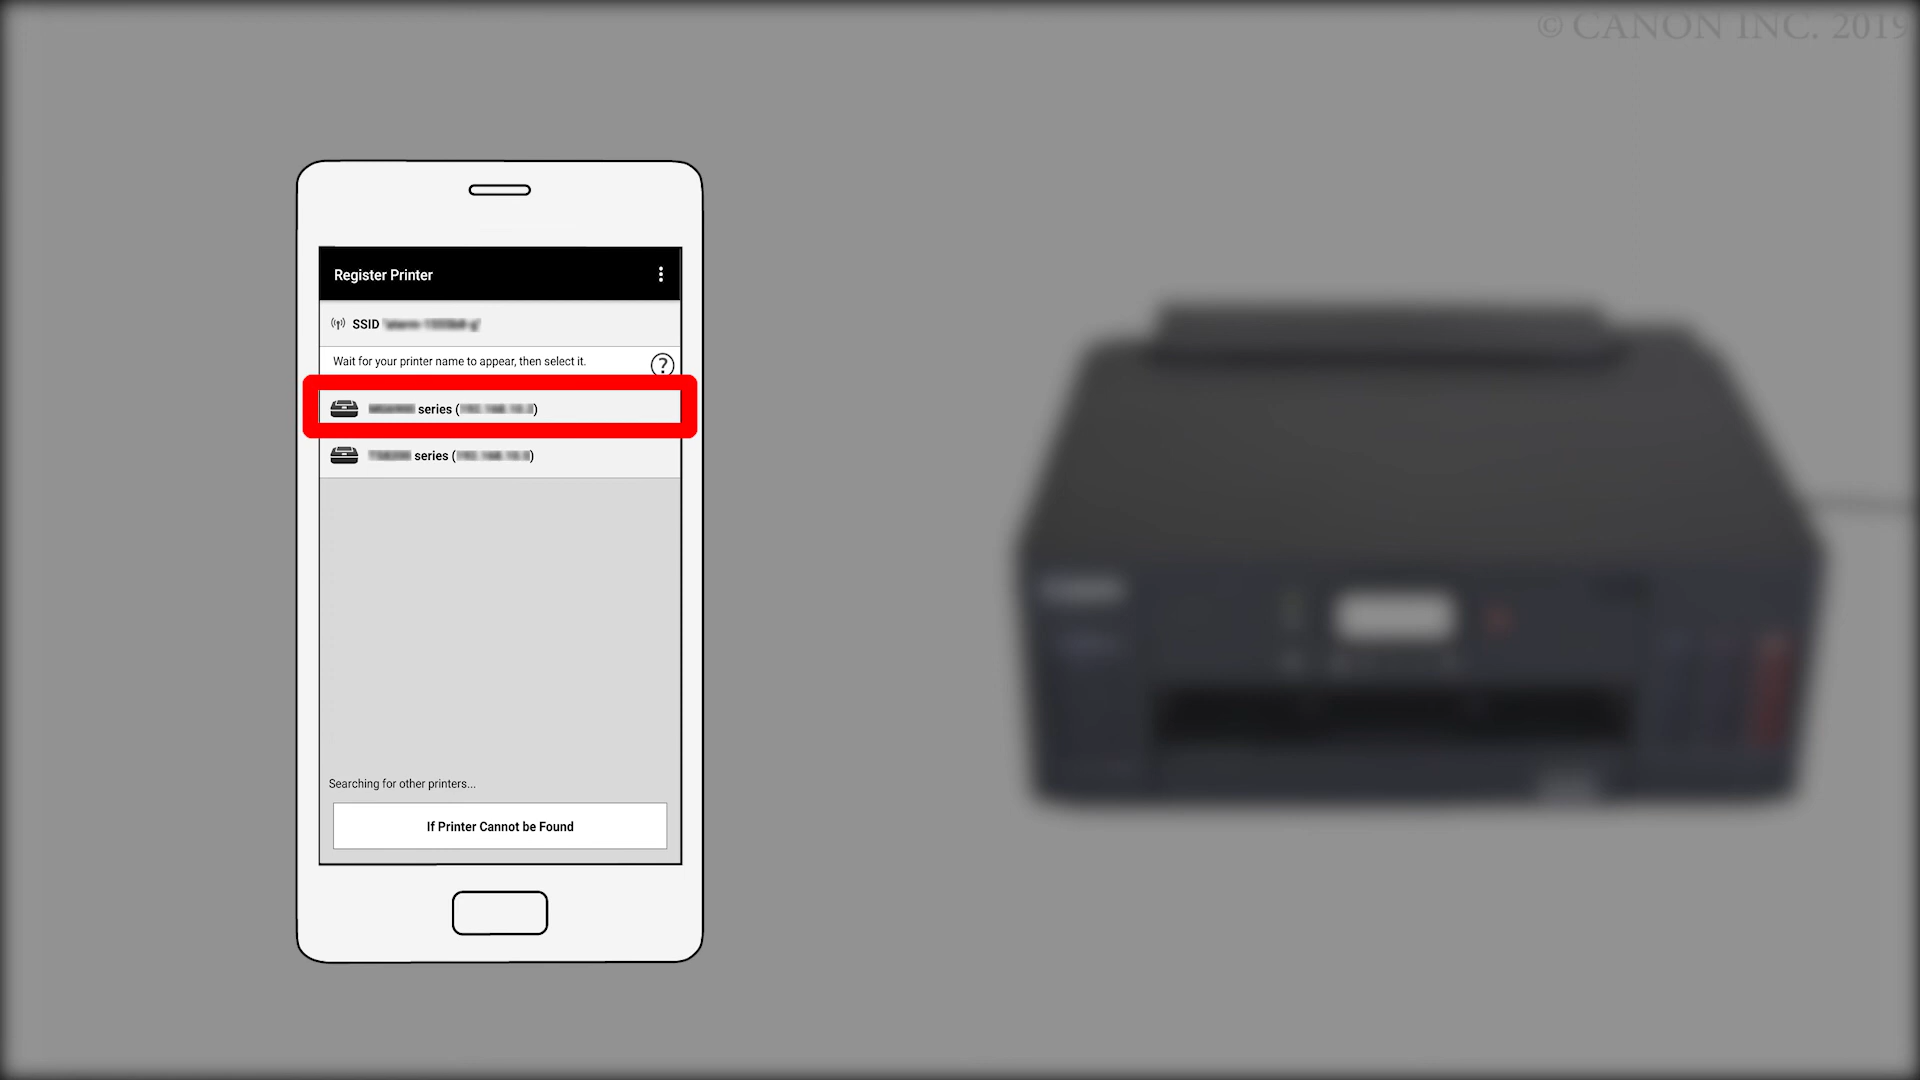 © CANON INC. 2019
Register Printer
SSID
Wait for your printer name to appear, then select it.
?
series (
)
series (
)
Searching for other printers...
If Printer Cannot be Found